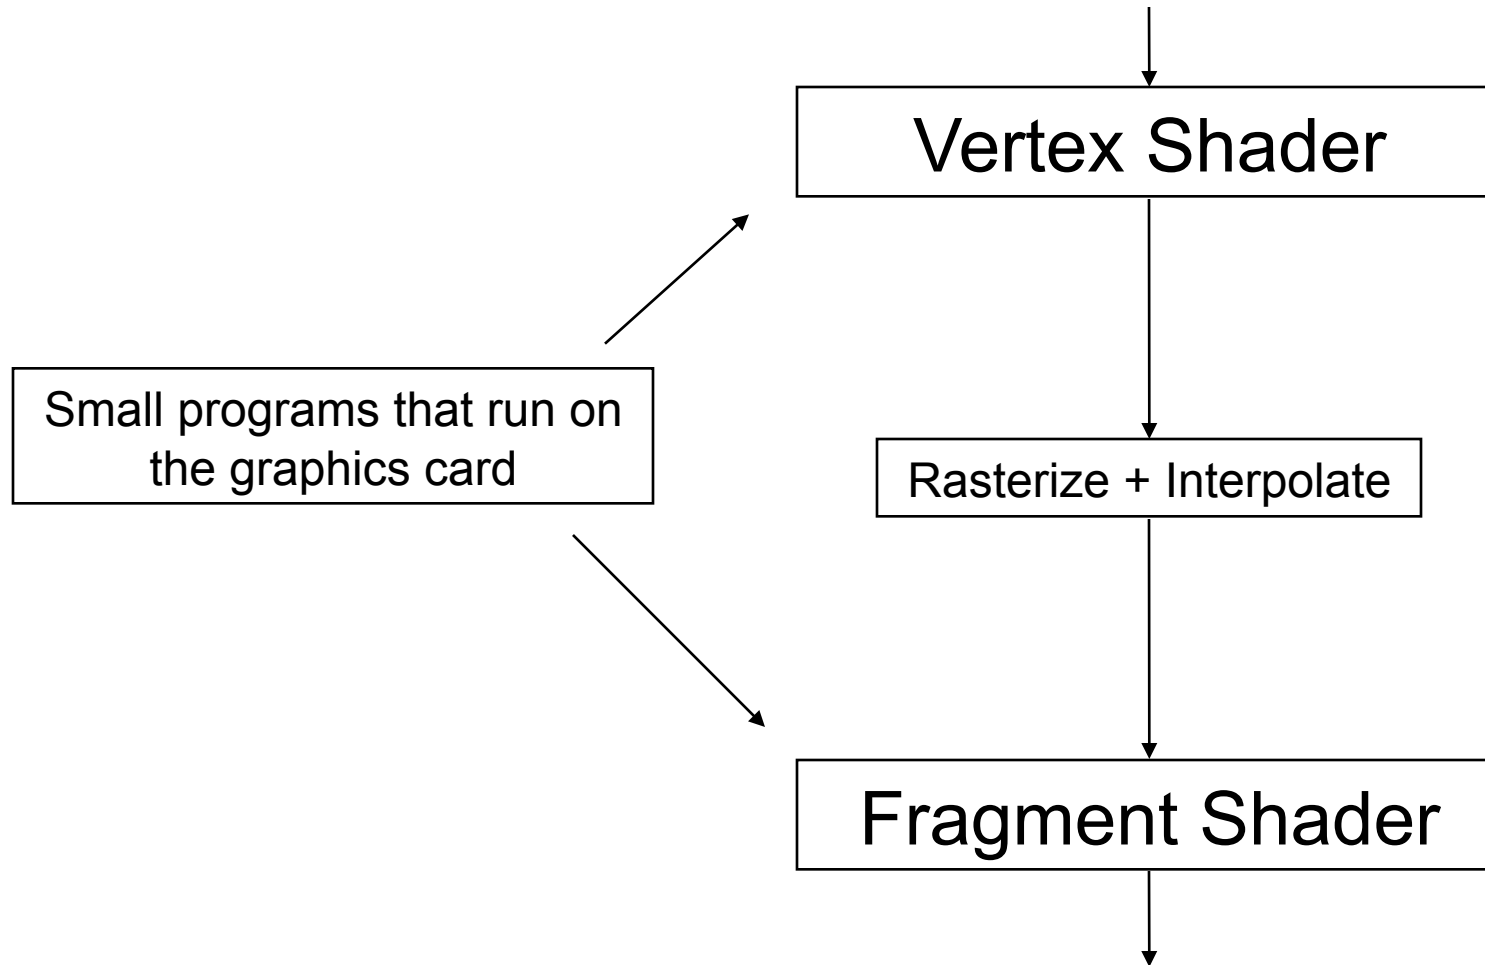 Vertex Shader
Small programs that run on
the graphics card
Rasterize + Interpolate
Fragment Shader